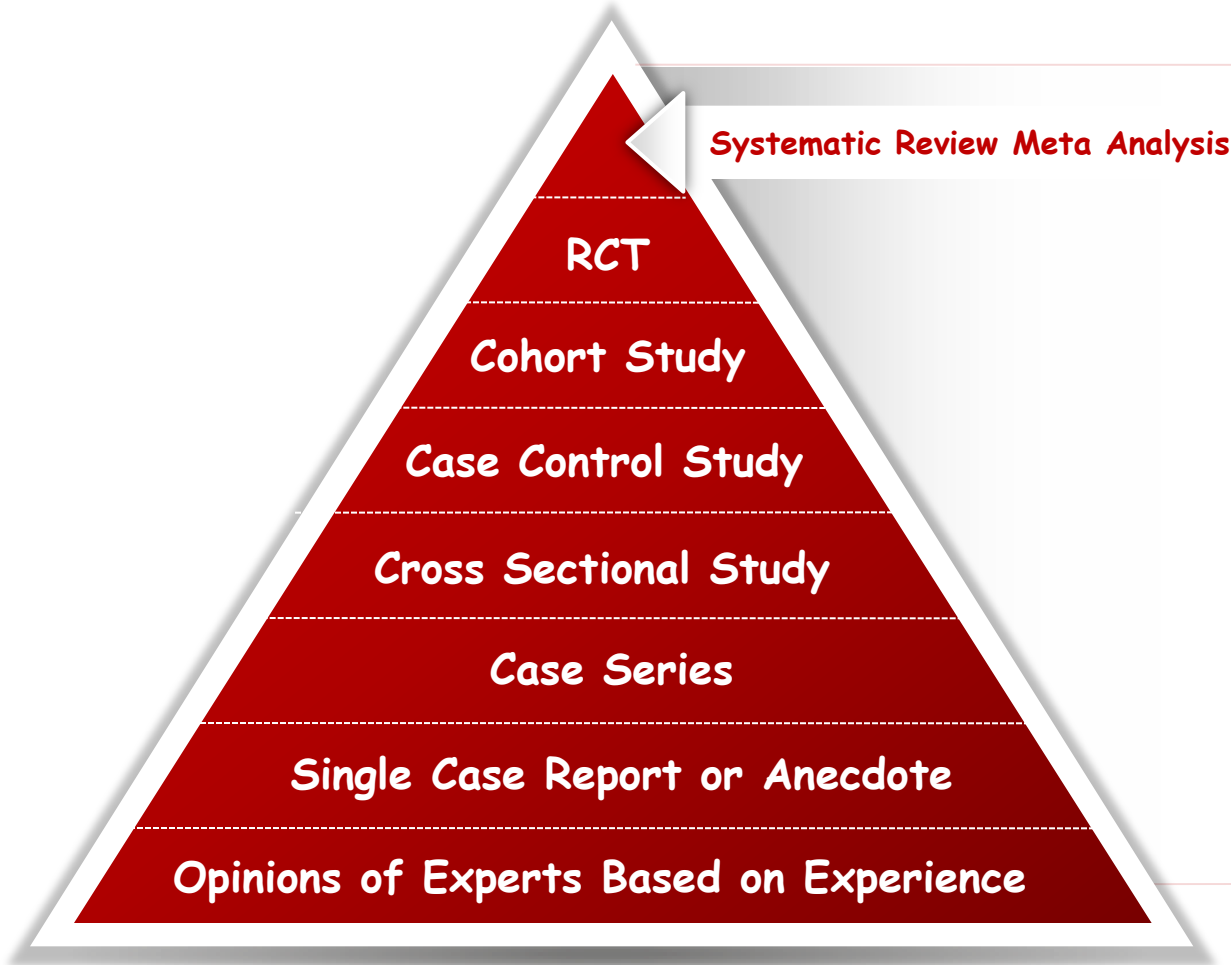 Systematic Review Meta Analysis
RCT
Cohort Study
Case Control Study
Cross Sectional Study
Case Series
Single Case Report or Anecdote
Opinions of Experts Based on Experience